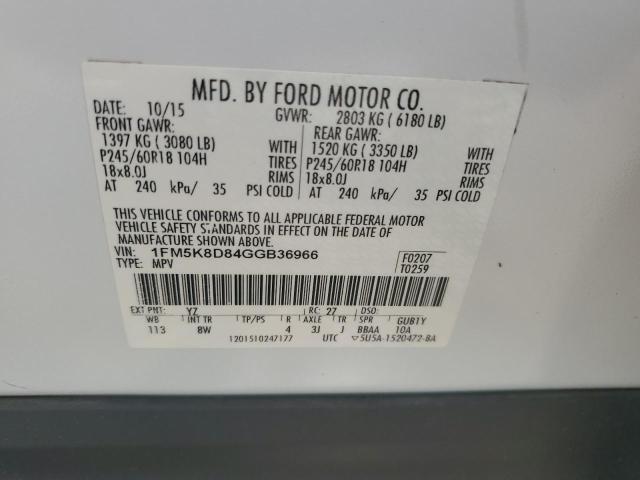 MFD. BY FORD MOTOR CO.
DATE: 10/15 GVWR: 2803 KG ( 6180 LB)
FRONT GAWR: REAR GAWR:
1397 KG ( 3080 LB) 1520 KG ( 3350 LB)
P245/60R18 104H TIRES P245/60R18 104H TIRES
18x8.0J RIMS 18x8.0J RIMS
AT 240 kPa/ 35 PSI COLD AT 240 kPa/ 35 PSI COLD
THIS VEHICLE CONFORMS TO ALL APPLICABLE FEDERAL MOTOR
VEHICLE SAFETY STANDARDS IN EFFECT ON THE DATE OF
MANUFACTURE SHOWN ABOVE.
VIN: 1FM5K8D84GGB36966 F0207
TYPE: MPV T0259
EXT PNT: YZ RC: 27
WB INT TR TP/PS R AXLE TR SPR GUB1Y
113 8W 4 3J J BBAA 10A
1201510247177 UTC ▽5U5A-1520472-BA